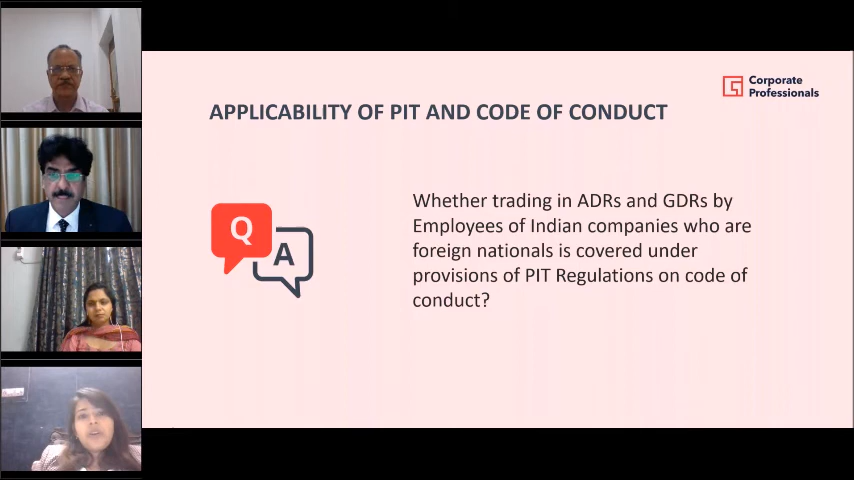 Corporate
Professionals
APPLICABILITY OF PIT AND CODE OF CONDUCT
Q
A
Whether trading in ADRs and GDRs by
Employees of Indian companies who are
foreign nationals is covered under
provisions of PIT Regulations on code of
conduct?